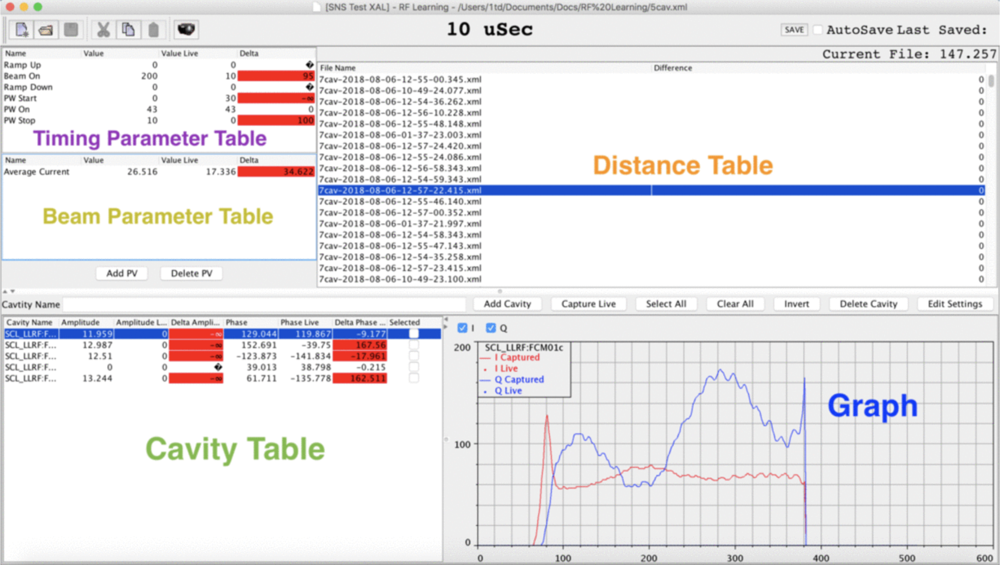 [SNS Test XAL] - RF Learning - /Users/1td/Documents/Docs/RF%20Learning/5cav.xml
10 uSec
SAVE AutoSave Last Saved:
Current File: 147.257
Name Value Value Live Delta
Ramp Up 0 0 �
Beam On 200 10 95
Ramp Down 0 0 �
PW Start 0 30 -∞
PW On 43 43 0
PW Stop 10 0 100
Timing Parameter Table
Name Value Value Live Delta
Average Current 26.516 17.336 34.622
Beam Parameter Table
Add PV Delete PV
File Name Difference
7cav-2018-08-06-12-55-00.345.xml 0
7cav-2018-08-06-10-49-24.077.xml 0
7cav-2018-08-06-12-54-36.262.xml 0
7cav-2018-08-06-12-56-10.228.xml 0
7cav-2018-08-06-12-55-48.148.xml 0
7cav-2018-08-06-01-37-23.003.xml 0
7cav-2018-08-06-12-57-24.420.xml 0
7cav-2018-08-06-12-55-24.086.xml 0
7cav-2018-08-06-12-56-58.343.xml 0
7cav-2018-08-06-12-54-59.343.xml 0
7cav-2018-08-06-12-57-22.415.xml 0
7cav-2018-08-06-12-55-46.140.xml 0
7cav-2018-08-06-12-57-00.352.xml 0
7cav-2018-08-06-01-37-21.997.xml 0
7cav-2018-08-06-12-54-58.343.xml 0
7cav-2018-08-06-12-55-47.143.xml 0
7cav-2018-08-06-12-54-35.258.xml 0
7cav-2018-08-06-12-57-23.415.xml 0
7cav-2018-08-06-10-49-23.100.xml 0
Distance Table
Cavtity Name Add Cavity Capture Live Select All Clear All Invert Delete Cavity Edit Settings
Cavity Name Amplitude Amplitude L... Delta Ampli... Phase Phase Live Delta Phase ... Selected
SCL_LLRF:F... 11.959 0 -∞ 129.044 119.867 -9.177
SCL_LLRF:F... 12.987 0 -∞ 152.691 -39.75 167.56
SCL_LLRF:F... 12.51 0 -∞ -123.873 -141.834 -17.961
SCL_LLRF:F... 0 0 � 39.013 38.798 -0.215
SCL_LLRF:F... 13.244 0 -∞ 61.711 -135.778 162.511
Cavity Table
I Q
SCL_LLRF:FCM01c
I Captured
I Live
Q Captured
Q Live
Graph
200
100
0
0 100 200 300 400 500 600